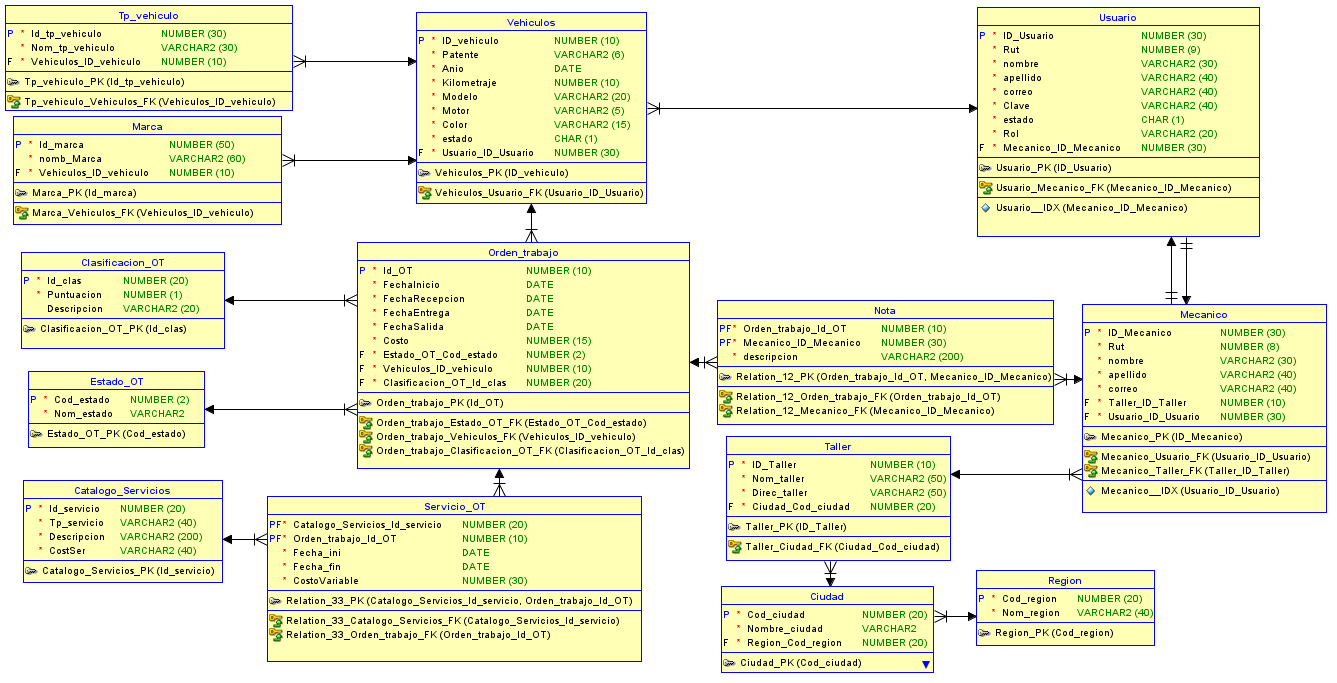 Tp_vehiculo
P * Id_tp_vehiculo NUMBER (30)
* Nom_tp_vehiculo VARCHAR2 (30)
F * Vehiculos_ID_vehiculo NUMBER (10)
Tp_vehiculo_PK (Id_tp_vehiculo)
Tp_vehiculo_Vehiculos_FK (Vehiculos_ID_vehiculo)
Marca
P * Id_marca NUMBER (50)
* nomb_Marca VARCHAR2 (60)
F * Vehiculos_ID_vehiculo NUMBER (10)
Marca_PK (Id_marca)
Marca_Vehiculos_FK (Vehiculos_ID_vehiculo)
Vehiculos
P * ID_vehiculo NUMBER (10)
* Patente VARCHAR2 (6)
* Anio DATE
* Kilometraje NUMBER (10)
* Modelo VARCHAR2 (20)
* Motor VARCHAR2 (5)
* Color VARCHAR2 (15)
* estado CHAR (1)
F * Usuario_ID_Usuario NUMBER (30)
Vehiculos_PK (ID_vehiculo)
Vehiculos_Usuario_FK (Usuario_ID_Usuario)
Usuario
P * ID_Usuario NUMBER (30)
* Rut NUMBER (9)
* nombre VARCHAR2 (30)
* apellido VARCHAR2 (40)
* correo VARCHAR2 (40)
* Clave VARCHAR2 (40)
* estado CHAR (1)
* Rol VARCHAR2 (20)
F * Mecanico_ID_Mecanico NUMBER (30)
Usuario_PK (ID_Usuario)
Usuario_Mecanico_FK (Mecanico_ID_Mecanico)
Usuario__IDX (Mecanico_ID_Mecanico)
Clasificacion_OT
P * Id_clas NUMBER (20)
* Puntuacion NUMBER (1)
Descripcion VARCHAR2 (20)
Clasificacion_OT_PK (Id_clas)
Estado_OT
P * Cod_estado NUMBER (2)
* Nom_estado VARCHAR2
Estado_OT_PK (Cod_estado)
Catalogo_Servicios
P * Id_servicio NUMBER (20)
* Tp_servicio VARCHAR2 (40)
* Descripcion VARCHAR2 (200)
* CostSer VARCHAR2 (40)
Catalogo_Servicios_PK (Id_servicio)
Orden_trabajo
P * Id_OT NUMBER (10)
* FechaInicio DATE
* FechaRecepcion DATE
* FechaEntrega DATE
* FechaSalida DATE
* Costo NUMBER (15)
F * Estado_OT_Cod_estado NUMBER (2)
F * Vehiculos_ID_vehiculo NUMBER (10)
F * Clasificacion_OT_Id_clas NUMBER (20)
Orden_trabajo_PK (Id_OT)
Orden_trabajo_Estado_OT_FK (Estado_OT_Cod_estado)
Orden_trabajo_Vehiculos_FK (Vehiculos_ID_vehiculo)
Orden_trabajo_Clasificacion_OT_FK (Clasificacion_OT_Id_clas)
Servicio_OT
PF * Catalogo_Servicios_Id_servicio NUMBER (20)
PF * Orden_trabajo_Id_OT NUMBER (10)
* Fecha_ini DATE
* Fecha_fin DATE
* CostoVariable NUMBER (30)
Relation_33_PK (Catalogo_Servicios_Id_servicio, Orden_trabajo_Id_OT)
Relation_33_Catalogo_Servicios_FK (Catalogo_Servicios_Id_servicio)
Relation_33_Orden_trabajo_FK (Orden_trabajo_Id_OT)
Nota
PF * Orden_trabajo_Id_OT NUMBER (10)
PF * Mecanico_ID_Mecanico NUMBER (30)
* descripcion VARCHAR2 (200)
Relation_12_PK (Orden_trabajo_Id_OT, Mecanico_ID_Mecanico)
Relation_12_Orden_trabajo_FK (Orden_trabajo_Id_OT)
Relation_12_Mecanico_FK (Mecanico_ID_Mecanico)
Mecanico
P * ID_Mecanico NUMBER (30)
* Rut NUMBER (8)
* nombre VARCHAR2 (30)
* apellido VARCHAR2 (40)
* correo VARCHAR2 (40)
F * Taller_ID_Taller NUMBER (10)
F * Usuario_ID_Usuario NUMBER (30)
Mecanico_PK (ID_Mecanico)
Mecanico_Usuario_FK (Usuario_ID_Usuario)
Mecanico_Taller_FK (Taller_ID_Taller)
Mecanico__IDX (Usuario_ID_Usuario)
Taller
P * ID_Taller NUMBER (10)
* Nom_taller VARCHAR2 (50)
* Direc_taller VARCHAR2 (50)
F * Ciudad_Cod_ciudad NUMBER (20)
Taller_PK (ID_Taller)
Taller_Ciudad_FK (Ciudad_Cod_ciudad)
Ciudad
P * Cod_ciudad NUMBER (20)
* Nombre_ciudad VARCHAR2
F * Region_Cod_region NUMBER (20)
Ciudad_PK (Cod_ciudad)
Region
P * Cod_region NUMBER (20)
* Nom_region VARCHAR2 (40)
Region_PK (Cod_region)